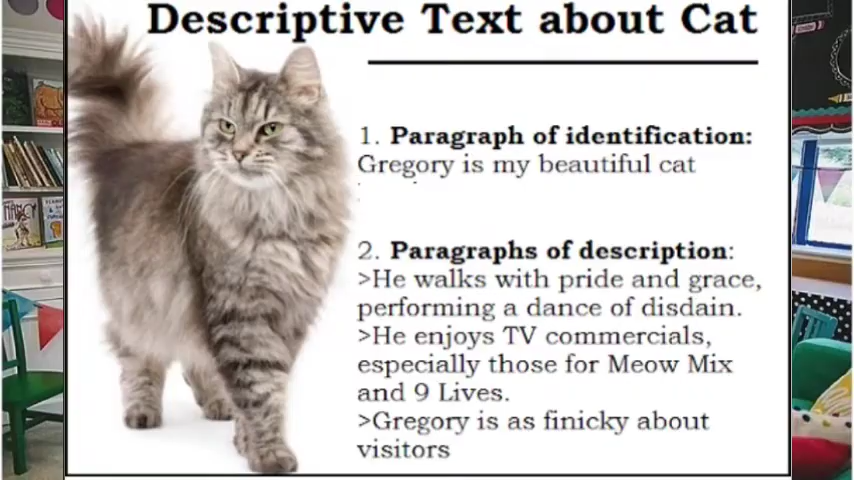 Descriptive Text about Cat
1. Paragraph of identification:
Gregory is my beautiful cat
2. Paragraphs of description:
>He walks with pride and grace,
performing a dance of disdain.
>He enjoys TV commercials,
especially those for Meow Mix
and 9 Lives.
>Gregory is as finicky about
visitors
NANCY